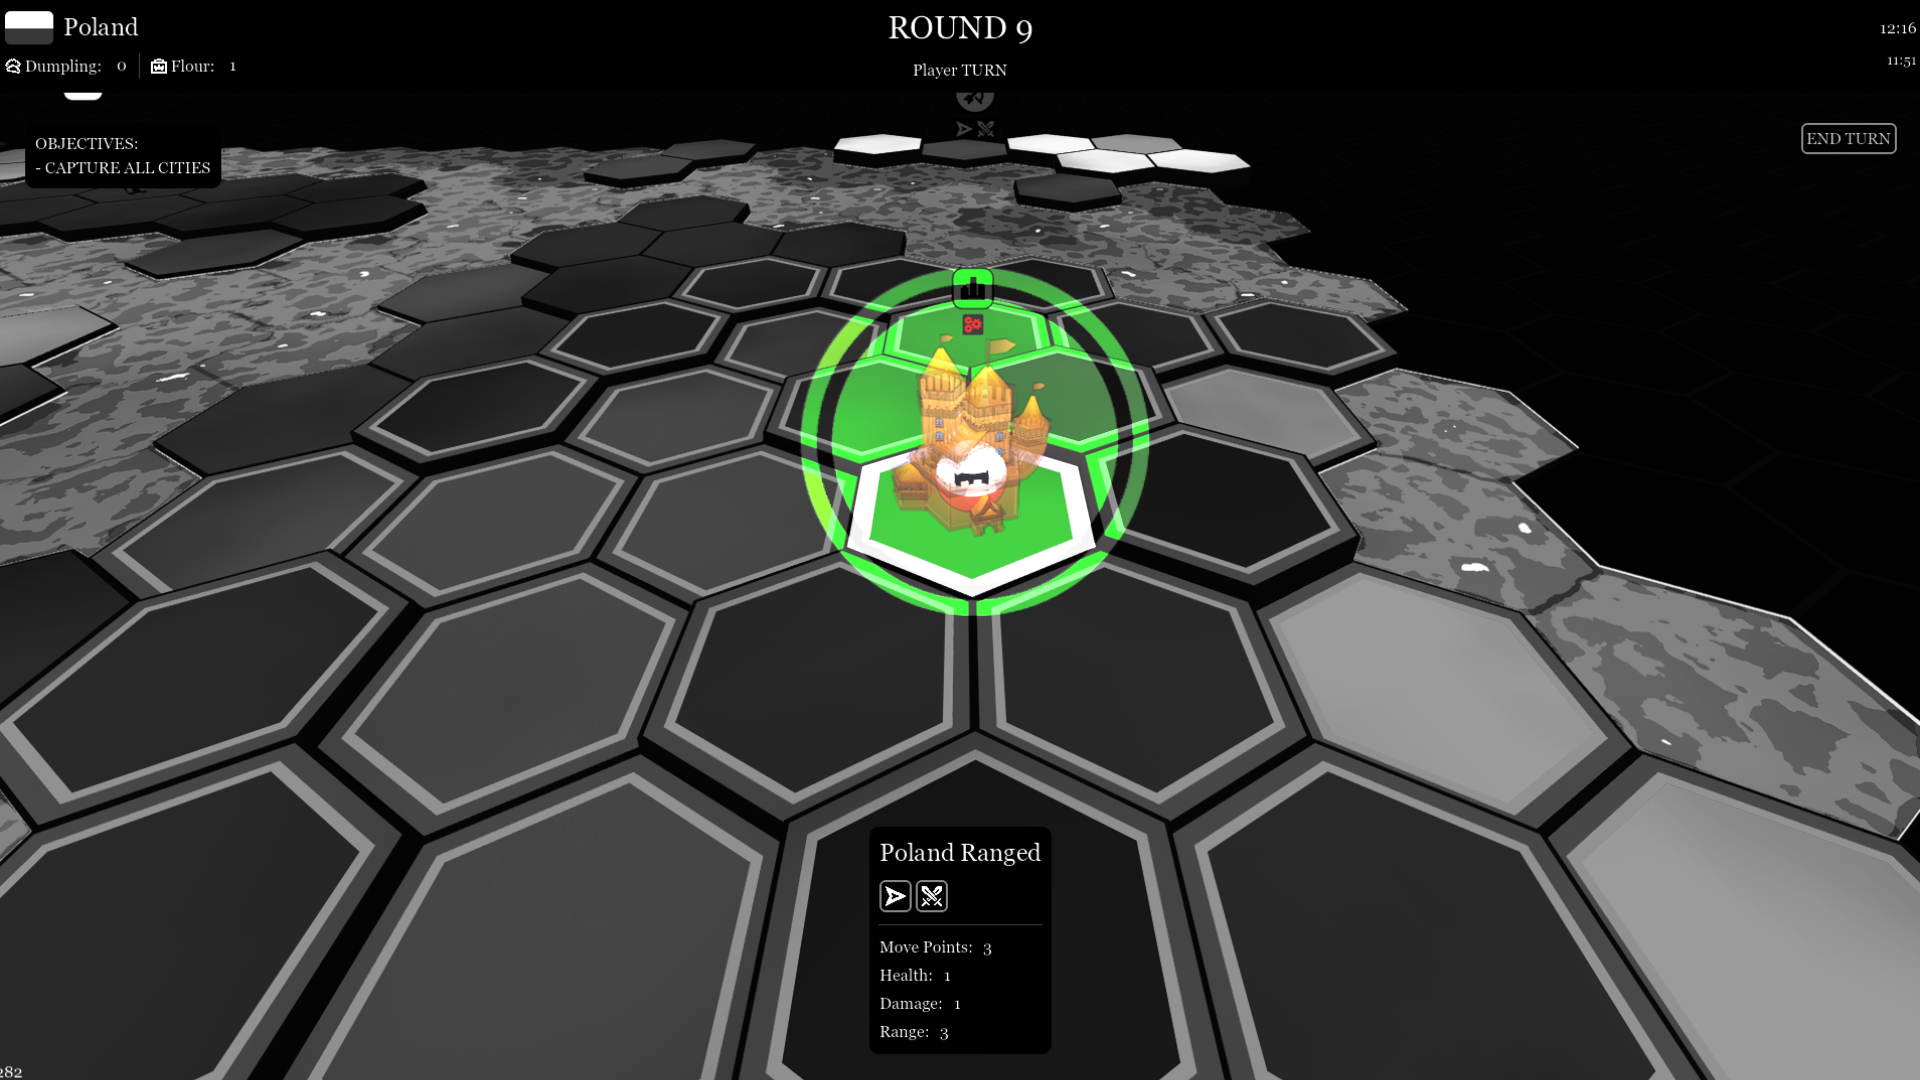 Poland
ROUND 9
12:16
Dumpling: 0
Flour: 1
Player TURN
11:51
OBJECTIVES:
- CAPTURE ALL CITIES
END TURN
Poland Ranged
Move Points: 3
Health: 1
Damage: 1
Range: 3
282